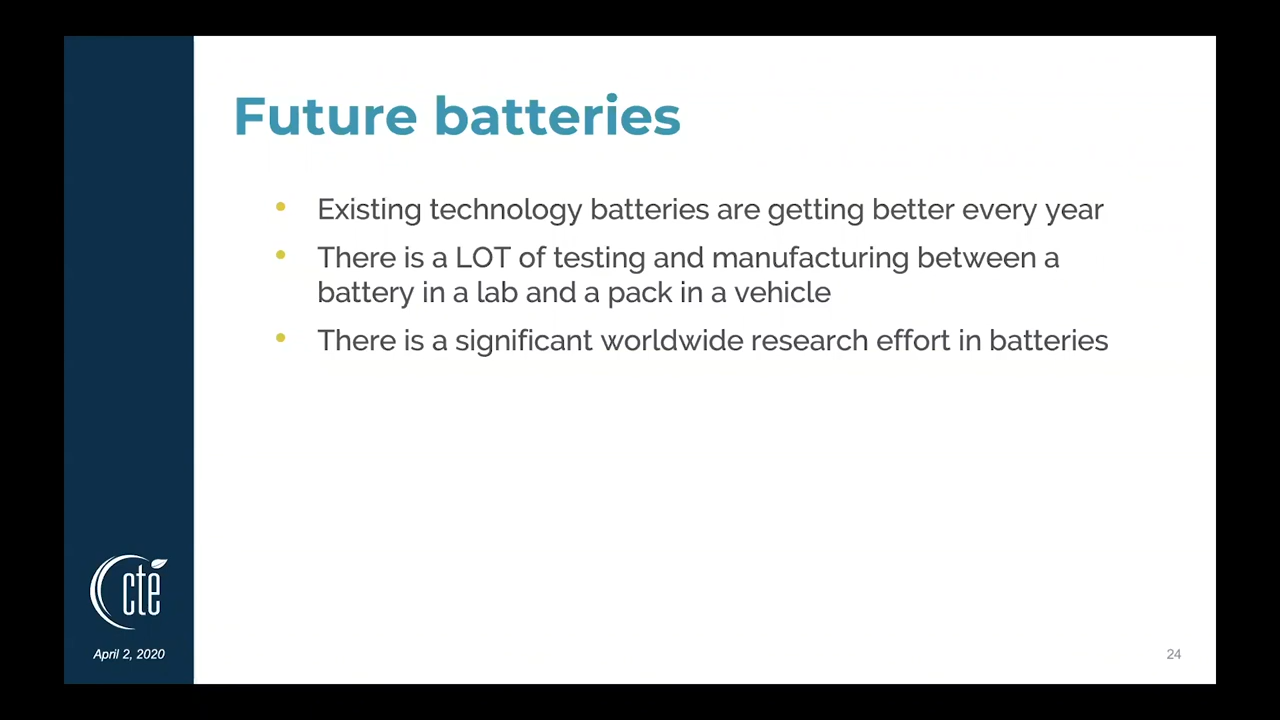 Future batteries
• Existing technology batteries are getting better every year
• There is a LOT of testing and manufacturing between a
battery in a lab and a pack in a vehicle
• There is a significant worldwide research effort in batteries
cte
April 2, 2020
24